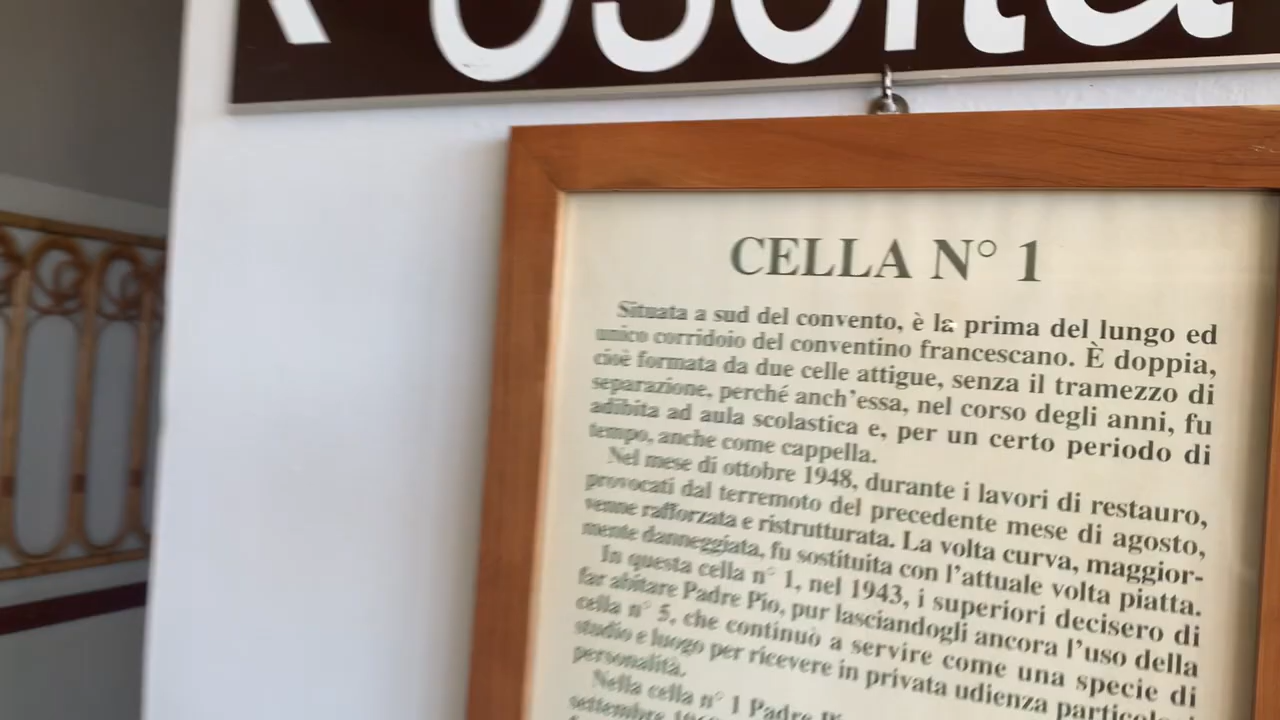 CELLA N° 1
Situata a sud del convento, è la prima del lungo ed
unico corridoio del conventino francescano. È doppia,
cioè formata da due celle attigue, senza il tramezzo di
separazione, perché anch'essa, nel corso degli anni, fu
adibita ad aula scolastica e, per un certo periodo di
tempo, anche come cappella.
Nel mese di ottobre 1948, durante i lavori di restauro,
provocati dal terremoto del precedente mese di agosto,
venne rafforzata e ristrutturata. La volta curva, maggior-
mente danneggiata, fu sostituita con l'attuale volta piatta.
In questa cella n° 1, nel 1943, i superiori decisero di
far abitare Padre Pio, pur lasciandogli ancora l'uso della
cella n° 5, che continuò a servire come una specie di
studio e luogo per ricevere in privata udienza
personalità.
Nella cella n° 1 Padre
settembre